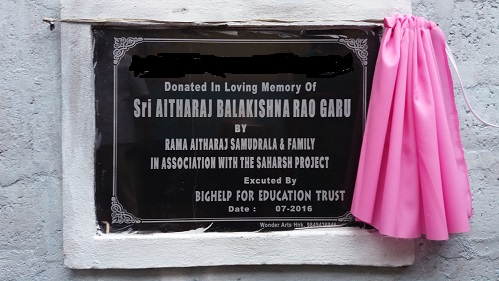 Donated In Loving Memory Of
Sri AITHARAJ BALAKISHNA RAO GARU
BY
RAMA AITHARAJ SAMUDRALA & FAMILY
IN ASSOCIATION WITH THE SAHARSH PROJECT
Excuted By
BIGHELP FOR EDUCATION TRUST
Date : 07-2016
Wonder Arts Hnk.